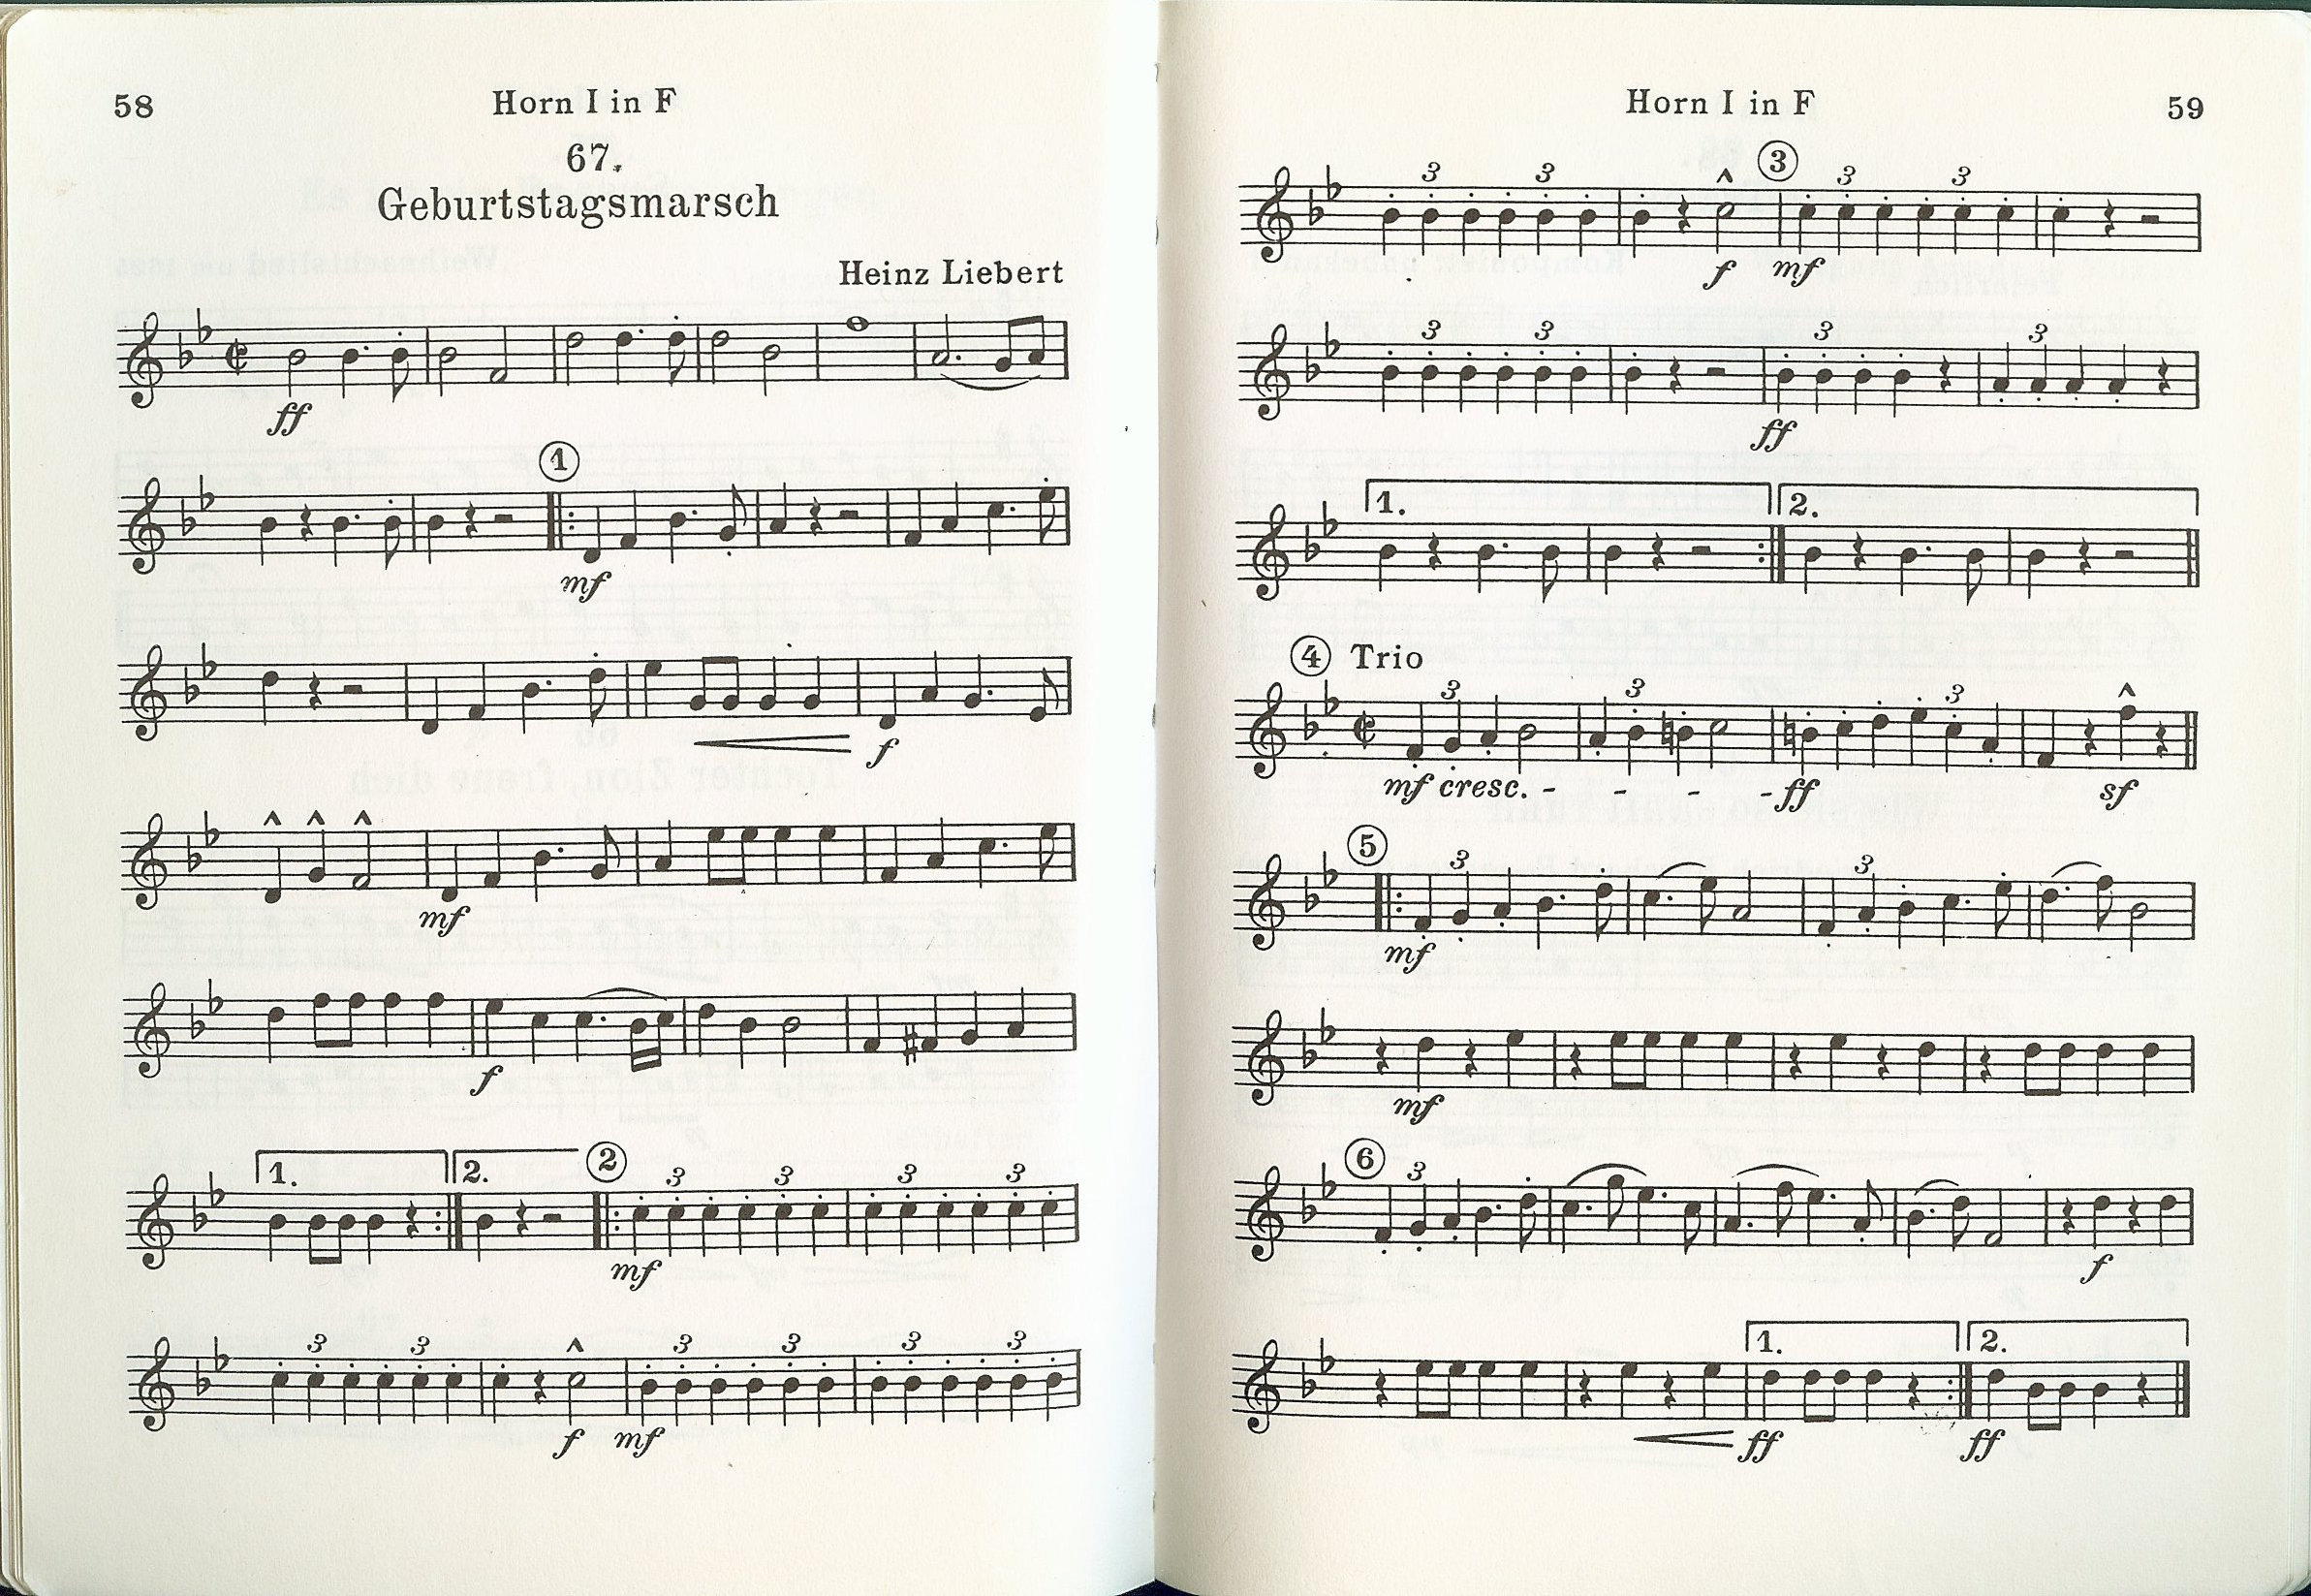 58
Horn I in F
67.
Geburtstagsmarsch
Heinz Liebert
ff
1
mf
f
mf
f
1. 2. 2 3 3 3 3
mf
3 3 3 3 3 3
f mf
Horn I in F
59
3 3 3 3 3
f mf
3 3 3 3
ff
1. 2.
4 Trio
3 3 3
mf cresc. - - - - ff sf
5 3 3
mf
mf
6 3
f
1. 2.
ff ff